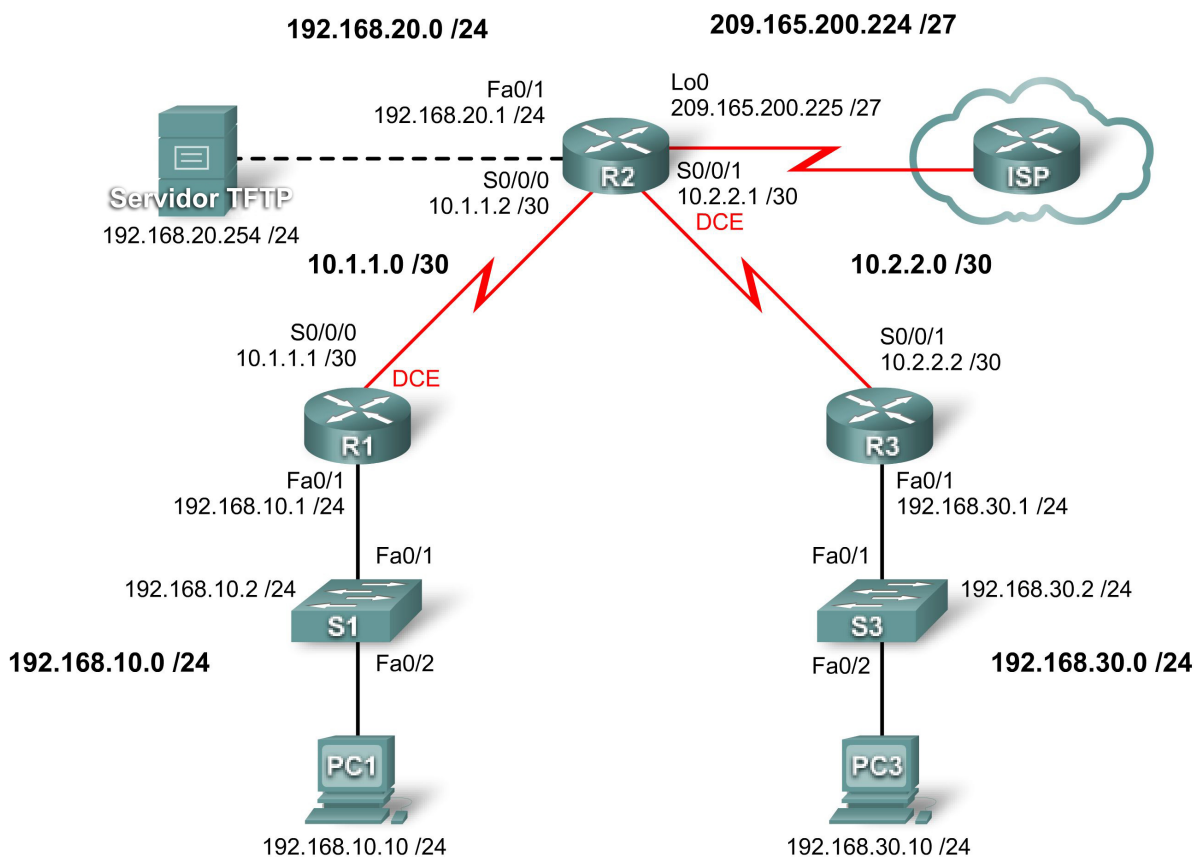 192.168.20.0 /24
209.165.200.224 /27
Fa0/1
192.168.20.1 /24
Lo0
209.165.200.225 /27
Servidor TFTP
192.168.20.254 /24
S0/0/0
10.1.1.2 /30
R2
S0/0/1
10.2.2.1 /30
DCE
ISP
10.1.1.0 /30
10.2.2.0 /30
S0/0/0
10.1.1.1 /30
DCE
S0/0/1
10.2.2.2 /30
R1
R3
Fa0/1
192.168.10.1 /24
Fa0/1
192.168.30.1 /24
Fa0/1
192.168.10.2 /24
S1
Fa0/1
192.168.30.2 /24
S3
192.168.10.0 /24
Fa0/2
Fa0/2
192.168.30.0 /24
PC1
192.168.10.10 /24
PC3
192.168.30.10 /24